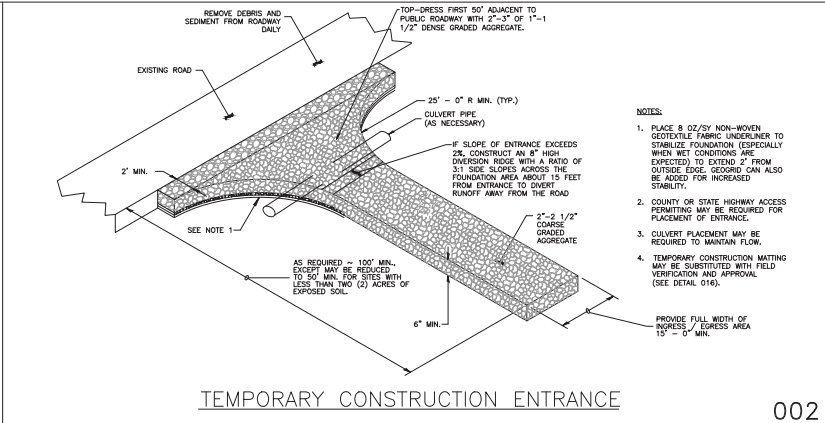 REMOVE DEBRIS AND
SEDIMENT FROM ROADWAY
DAILY
TOP-DRESS FIRST 50' ADJACENT TO
PUBLIC ROADWAY WITH 2"-3" OF 1"-1
1/2" DENSE GRADED AGGREGATE.
EXISTING ROAD
25' - 0" R MIN. (TYP.)
CULVERT PIPE
(AS NECESSARY)
IF SLOPE OF ENTRANCE EXCEEDS
2%, CONSTRUCT AN 8" HIGH
DIVERSION RIDGE WITH A RATIO OF
3:1 SIDE SLOPES ACROSS THE
FOUNDATION AREA ABOUT 15 FEET
FROM ENTRANCE TO DIVERT
RUNOFF AWAY FROM THE ROAD
2' MIN.
SEE NOTE 1
2"-2 1/2"
COARSE
GRADED
AGGREGATE
AS REQUIRED ~ 100' MIN.,
EXCEPT MAY BE REDUCED
TO 50' MIN. FOR SITES WITH
LESS THAN TWO (2) ACRES OF
EXPOSED SOIL.
6" MIN.
PROVIDE FULL WIDTH OF
INGRESS / EGRESS AREA
15' - 0" MIN.
NOTES:
1. PLACE 8 OZ/SY NON-WOVEN
GEOTEXTILE FABRIC UNDERLINER TO
STABILIZE FOUNDATION (ESPECIALLY
WHEN WET CONDITIONS ARE
EXPECTED) TO EXTEND 2' FROM
OUTSIDE EDGE. GEOGRID CAN ALSO
BE ADDED FOR INCREASED
STABILITY.
2. COUNTY OR STATE HIGHWAY ACCESS
PERMITTING MAY BE REQUIRED FOR
PLACEMENT OF ENTRANCE.
3. CULVERT PLACEMENT MAY BE
REQUIRED TO MAINTAIN FLOW.
4. TEMPORARY CONSTRUCTION MATTING
MAY BE SUBSTITUTED WITH FIELD
VERIFICATION AND APPROVAL
(SEE DETAIL 016).
TEMPORARY CONSTRUCTION ENTRANCE
002